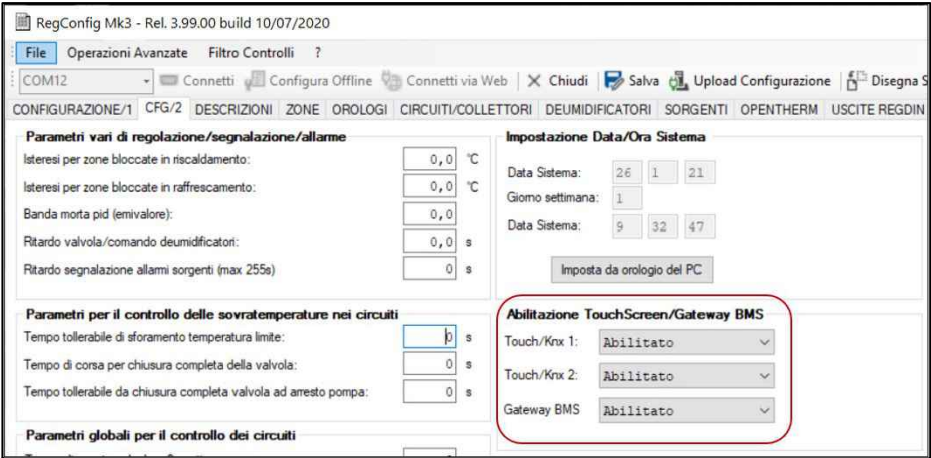 RegConfig Mk3 - Rel. 3.99.00 build 10/07/2020
File Operazioni Avanzate Filtro Controlli ?
COM12 Connetti Configura Offline Connetti via Web Chiudi Salva Upload Configurazione Disegna S
CONFIGURAZIONE/1 CFG/2 DESCRIZIONI ZONE OROLOGI CIRCUITI/COLLETTORI DEUMIDIFICATORI SORGENTI OPENTHERM USCITE REGDIN
Parametri vari di regolazione/segnalazione/allarme
Isteresi per zone bloccate in riscaldamento: 0,0 °C
Isteresi per zone bloccate in raffrescamento: 0,0 °C
Banda morta pid (emivalore): 0,0
Ritardo valvola/comando deumidificatori: 0,0 s
Ritardo segnalazione allarmi sorgenti (max 255s) 0 s
Impostazione Data/Ora Sistema
Data Sistema: 26 1 21
Giorno settimana: 1
Data Sistema: 9 32 47
Imposta da orologio del PC
Parametri per il controllo delle sovratemperature nei circuiti
Tempo tollerabile di sforamento temperatura limite: 0 s
Tempo di corsa per chiusura completa della valvola: 0 s
Tempo tollerabile da chiusura completa valvola ad arresto pompa: 0 s
Abilitazione TouchScreen/Gateway BMS
Touch/Knx 1: Abilitato
Touch/Knx 2: Abilitato
Gateway BMS Abilitato
Parametri globali per il controllo dei circuiti